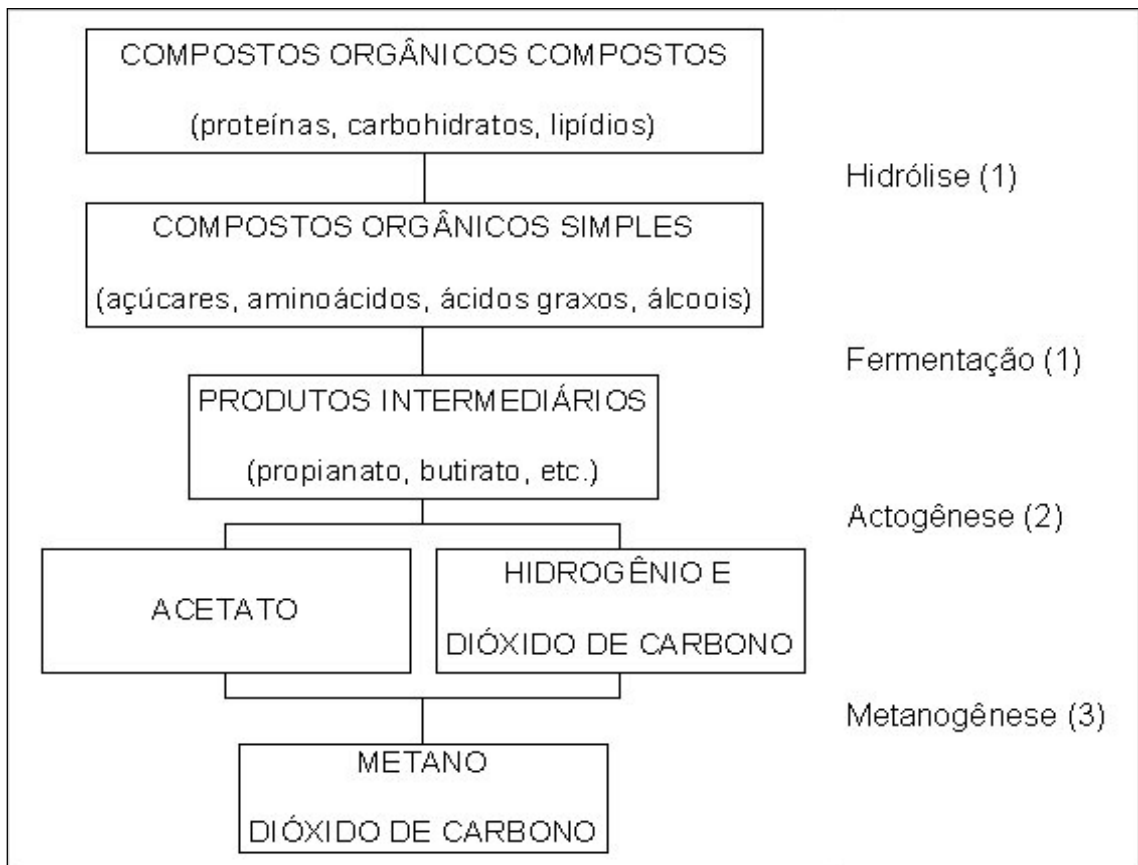 COMPOSTOS ORGÂNICOS COMPOSTOS
(proteínas, carbohidratos, lipídios)
Hidrólise (1)
COMPOSTOS ORGÂNICOS SIMPLES
(açúcares, aminoácidos, ácidos graxos, álcoois)
Fermentação (1)
PRODUTOS INTERMEDIÁRIOS
(propianato, butirato, etc.)
Actogênese (2)
ACETATO
HIDROGÊNIO E
DIÓXIDO DE CARBONO
Metanogênese (3)
METANO
DIÓXIDO DE CARBONO